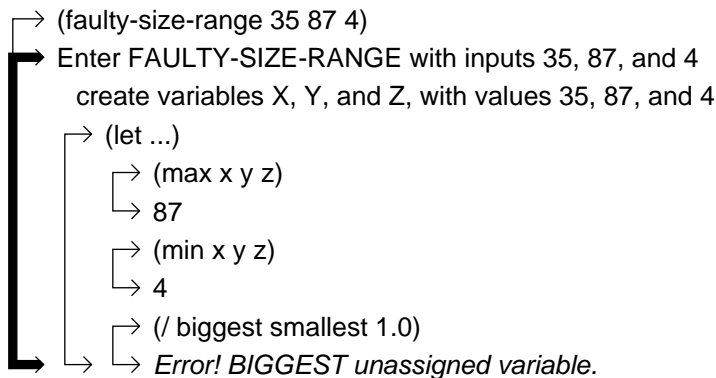 (faulty-size-range 35 87 4)
Enter FAULTY-SIZE-RANGE with inputs 35, 87, and 4
create variables X, Y, and Z, with values 35, 87, and 4
(let ...)
(max x y z)
87
(min x y z)
4
(/ biggest smallest 1.0)
Error! BIGGEST unassigned variable.